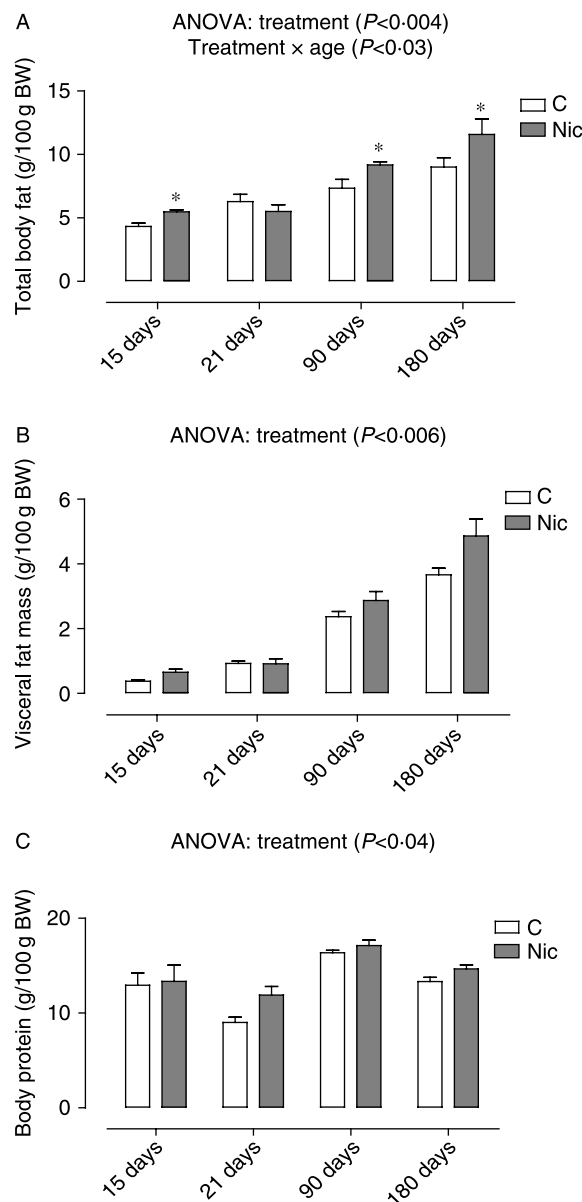 A
ANOVA: treatment (P<0·004)
Treatment × age (P<0·03)
Total body fat (g/100 g BW)
15
10
5
0
*
*
*
C
Nic
15 days
21 days
90 days
180 days
B
ANOVA: treatment (P<0·006)
Visceral fat mass (g/100 g BW)
6
4
2
0
C
Nic
15 days
21 days
90 days
180 days
C
ANOVA: treatment (P<0·04)
Body protein (g/100 g BW)
20
10
0
C
Nic
15 days
21 days
90 days
180 days